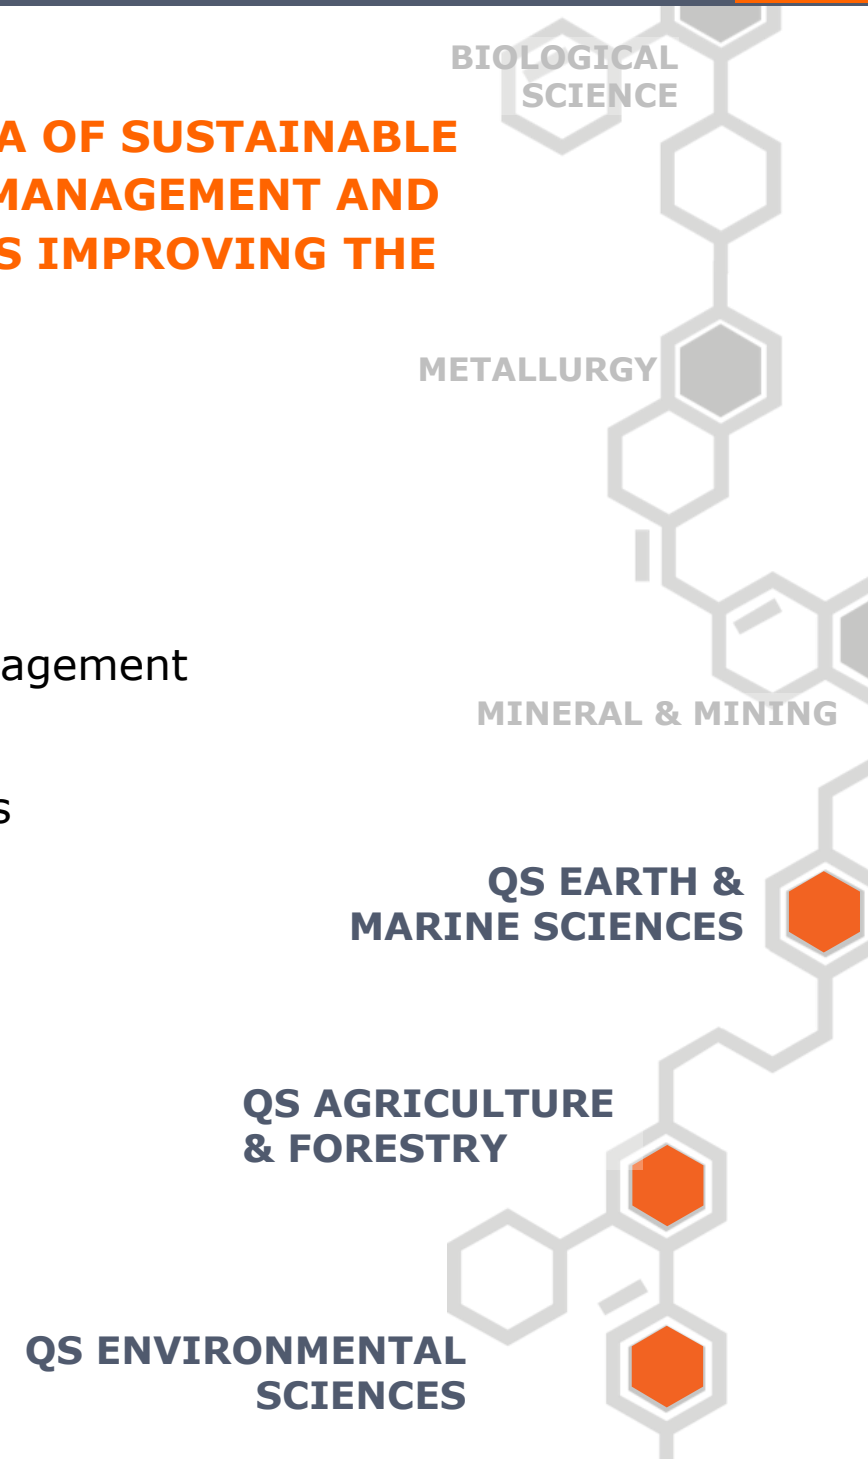 BIOLOGICAL
SCIENCE
A OF SUSTAINABLE
MANAGEMENT AND
S IMPROVING THE
METALLURGY
agement
MINERAL & MINING
s
QS EARTH &
MARINE SCIENCES
QS AGRICULTURE
& FORESTRY
QS ENVIRONMENTAL
SCIENCES